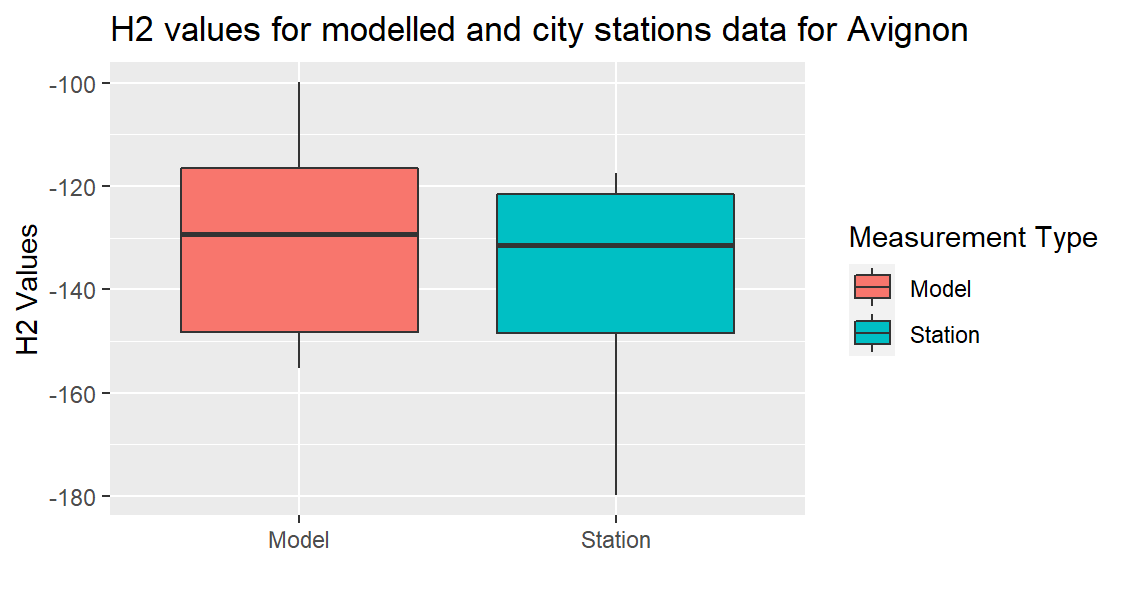 H2 values for modelled and city stations data for Avignon
H2 Values
-100
-120
-140
-160
-180
Model
Station
Measurement Type
Model
Station